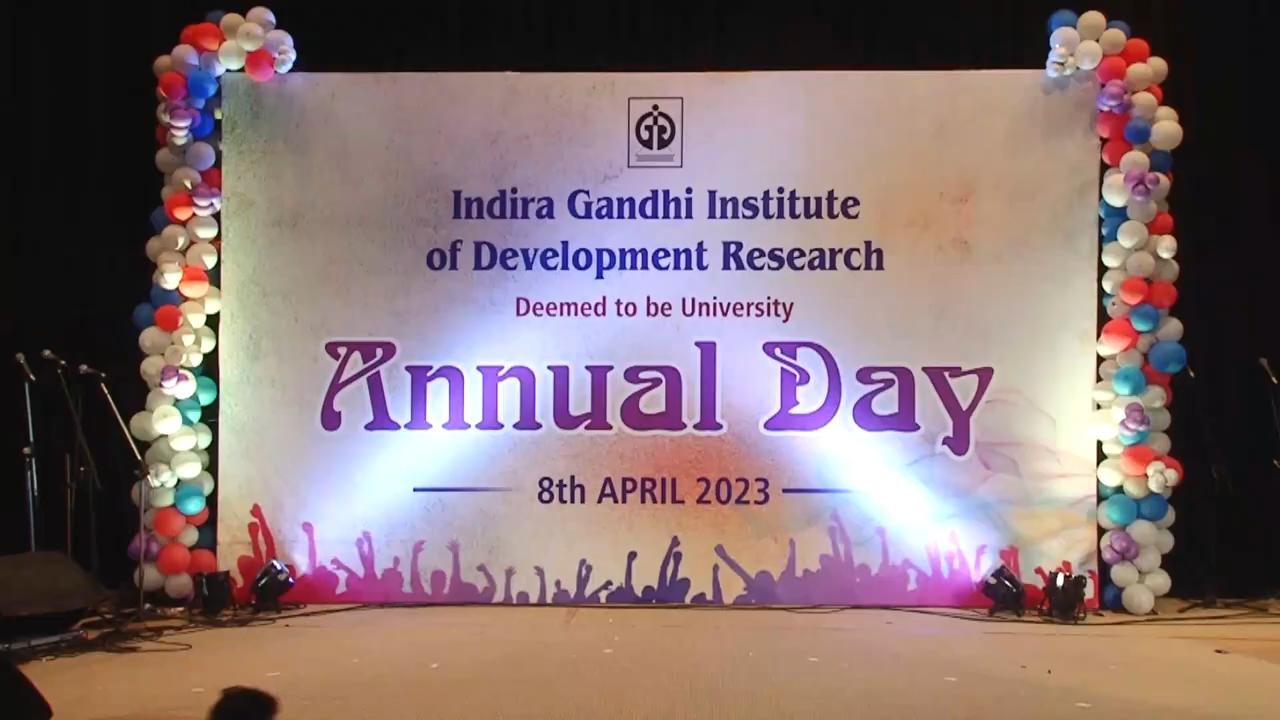 Indira Gandhi Institute
of Development Research
Deemed to be University
Annual Day
8th APRIL 2023